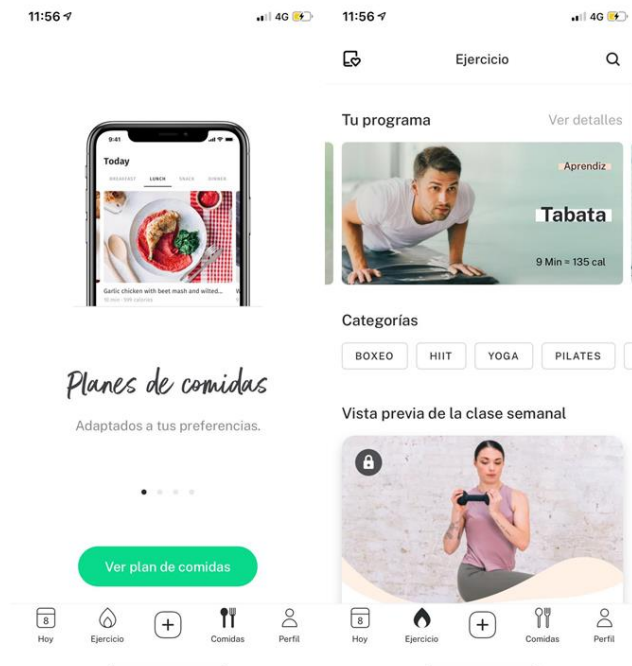 11:56
4G
9:41
Today
BREAKFAST LUNCH SNACK DINNER
Garlic chicken with beet mash and wilted...
Planes de comidas
Adaptados a tus preferencias.
Ver plan de comidas
8
Hoy
Ejercicio
Comidas
Perfil
11:56
4G
Ejercicio
Tu programa
Ver detalles
Aprendiz
Tabata
9 Min = 135 cal
Categorías
BOXEO HIIT YOGA PILATES
Vista previa de la clase semanal
8
Hoy
Ejercicio
Comidas
Perfil